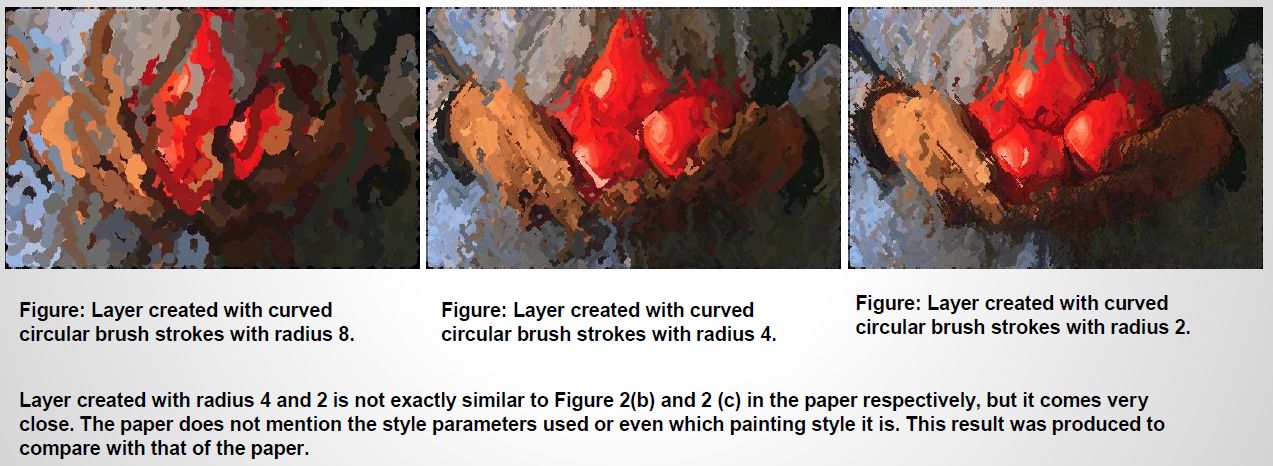 Figure: Layer created with curved
circular brush strokes with radius 8.
Figure: Layer created with curved
circular brush strokes with radius 4.
Figure: Layer created with curved
circular brush strokes with radius 2.
Layer created with radius 4 and 2 is not exactly similar to Figure 2(b) and 2 (c) in the paper respectively, but it comes very
close. The paper does not mention the style parameters used or even which painting style it is. This result was produced to
compare with that of the paper.